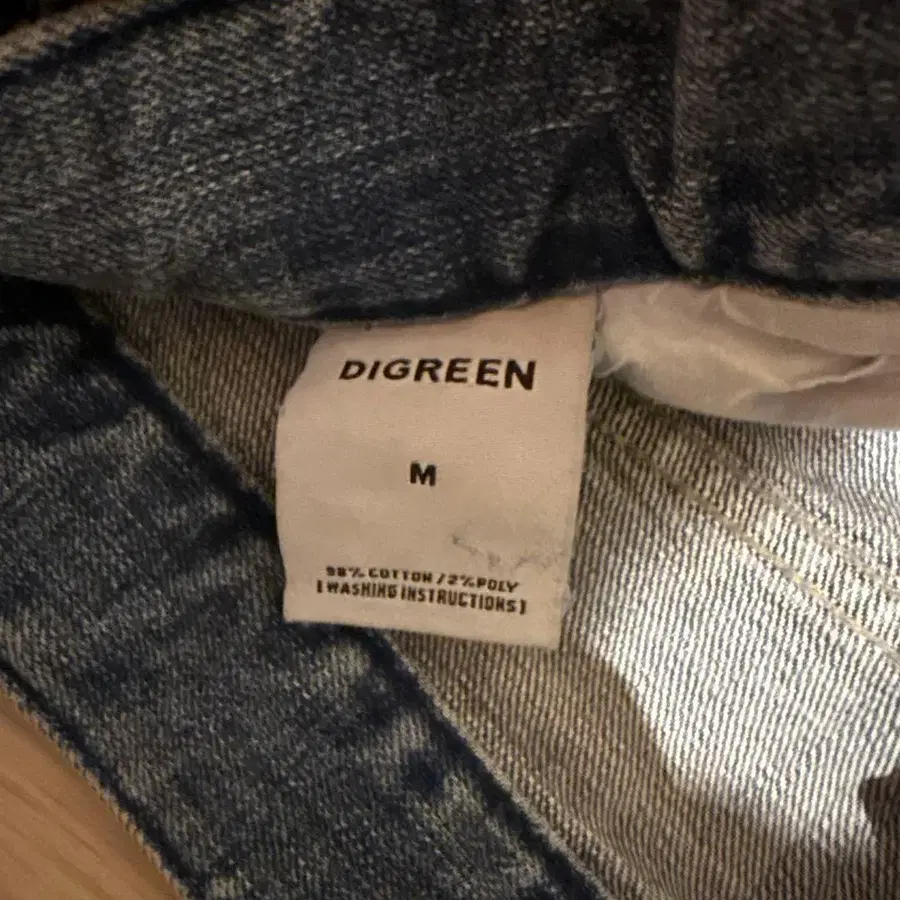 DIGREEN
M
98% COTTON / 2% POLY
[WASHING INSTRUCTIONS]